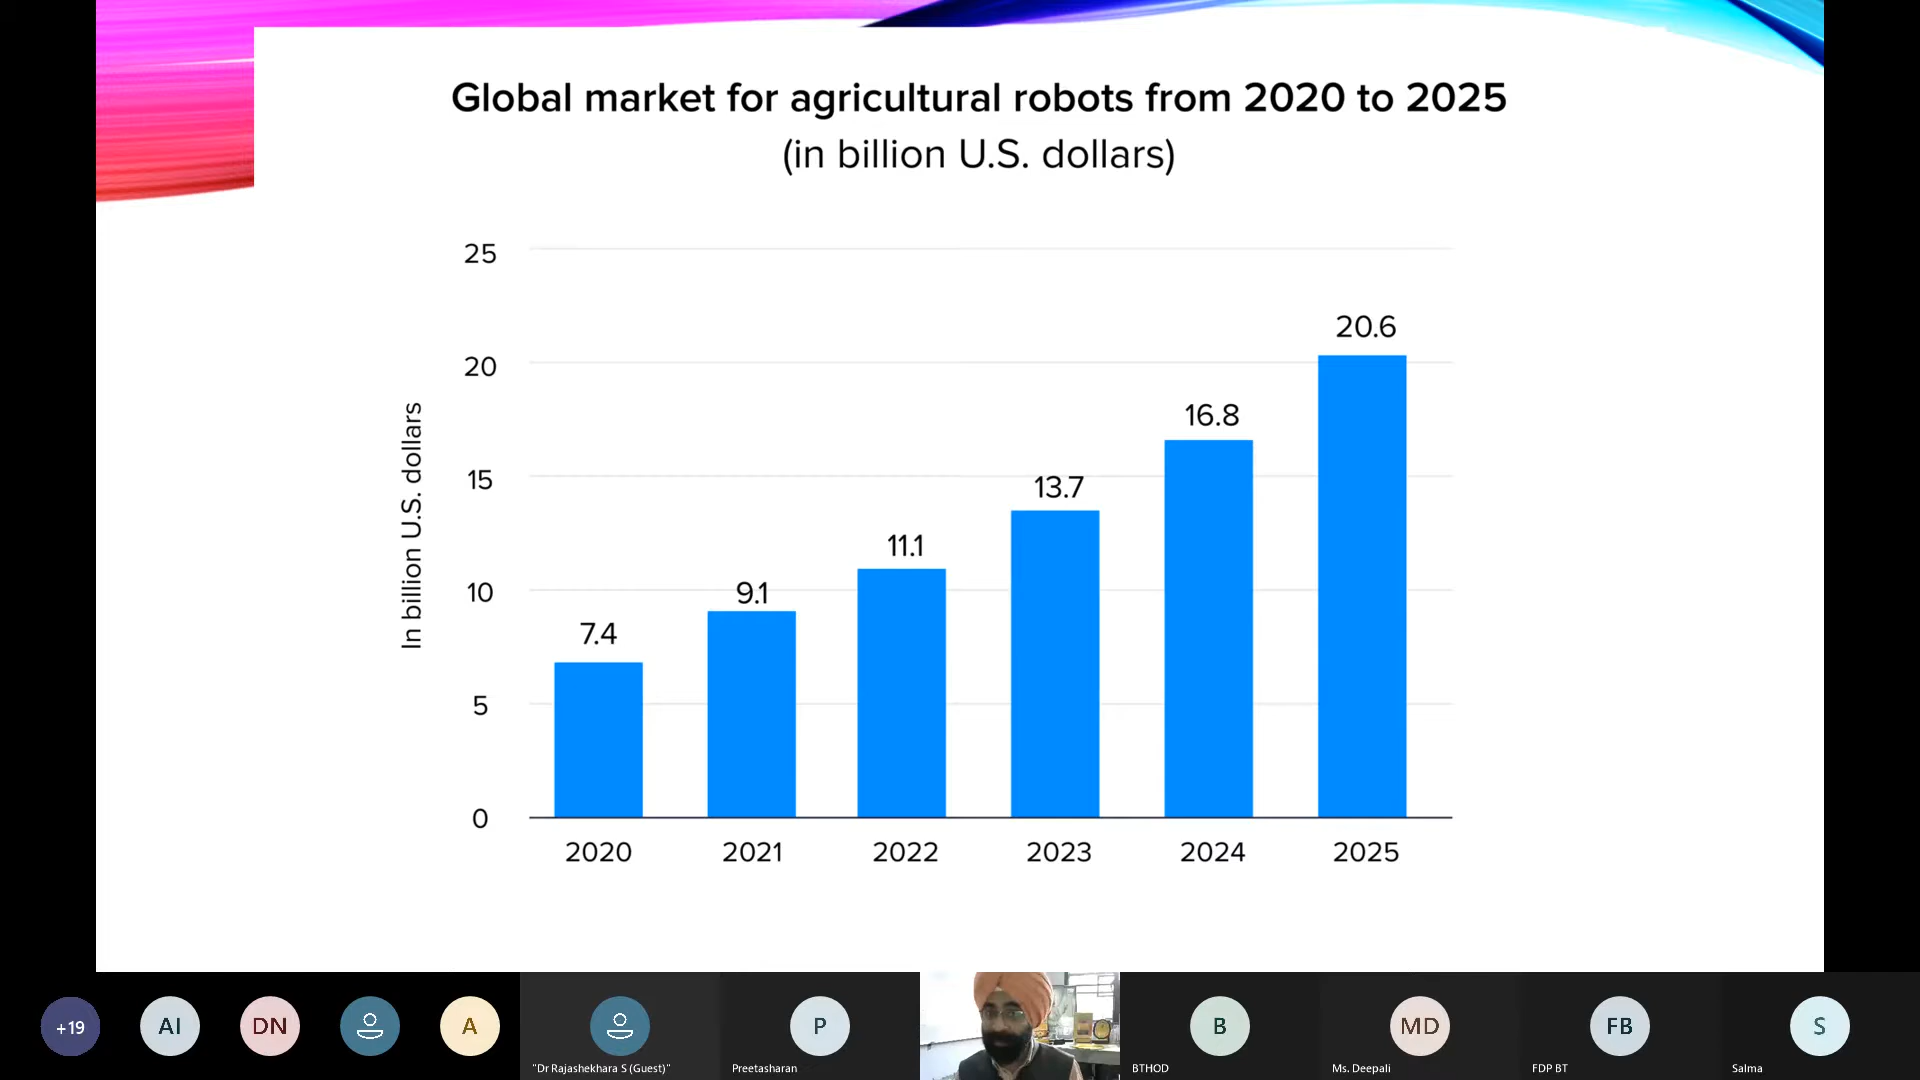 Global market for agricultural robots from 2020 to 2025
(in billion U.S. dollars)
In billion U.S. dollars
25
20
15
10
5
0
7.4
9.1
11.1
13.7
16.8
20.6
2020
2021
2022
2023
2024
2025
+19
AI
DN
A
"Dr Rajashekhara S (Guest)"
P
Preetasharan
B
BTHOD
MD
Ms. Deepali
FB
FDP BT
S
Salma